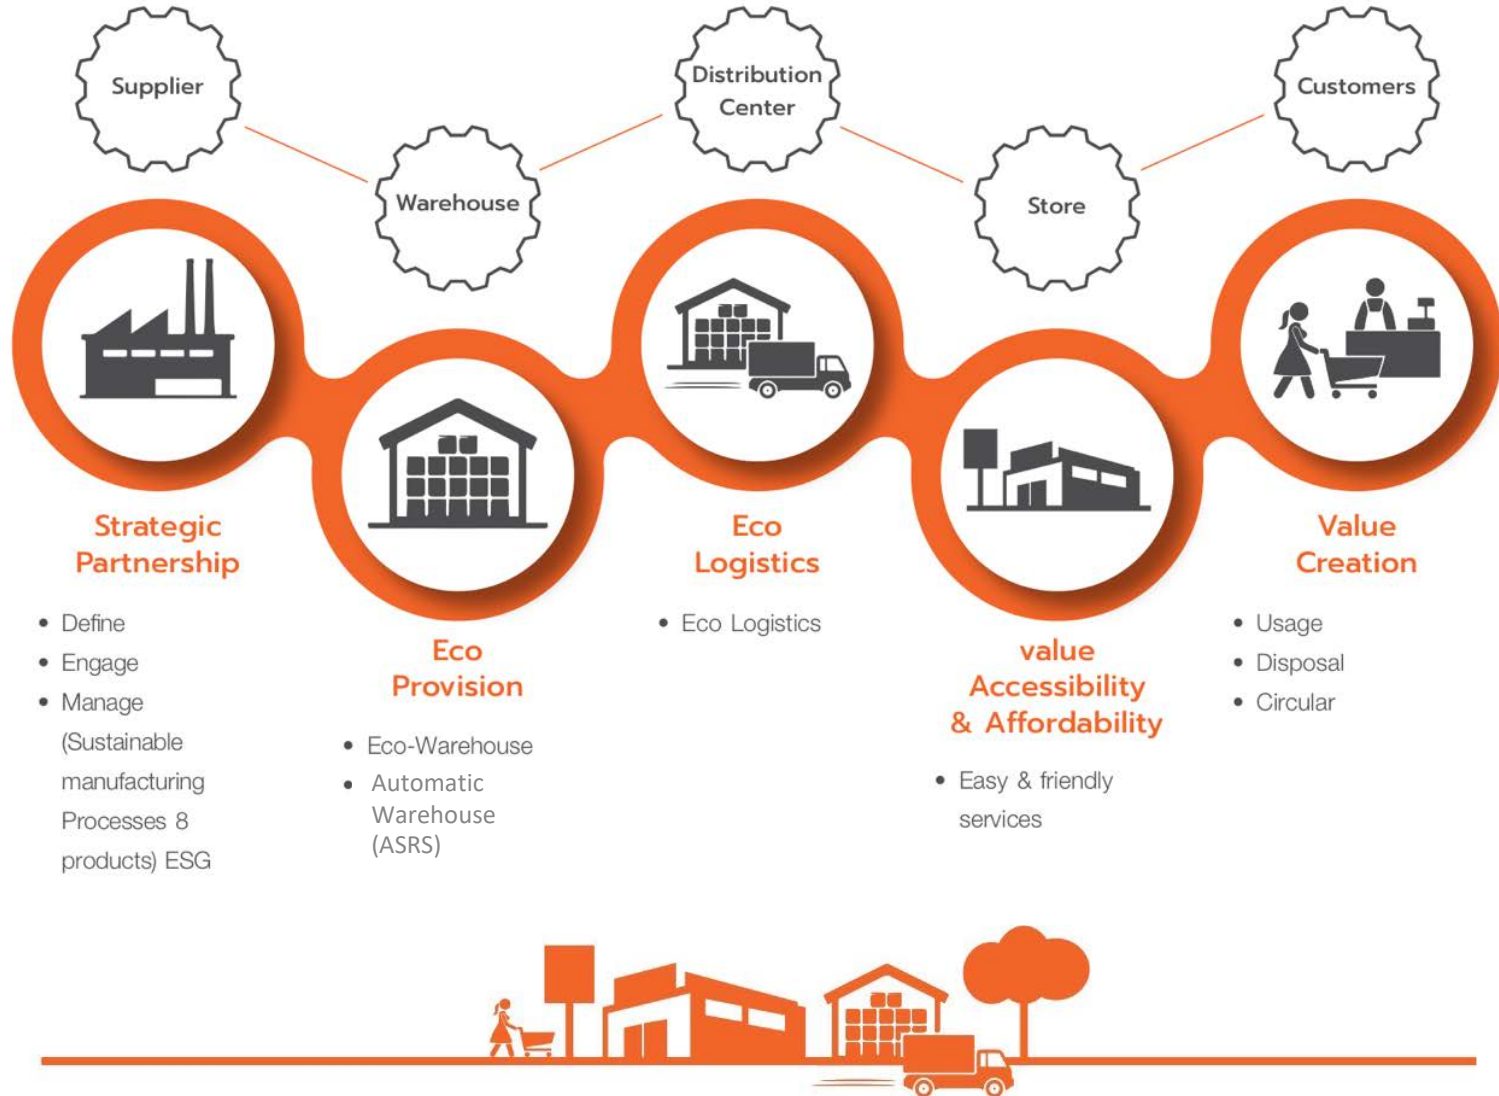 Supplier
Warehouse
Distribution
Center
Store
Customers
Strategic
Partnership
• Define
• Engage
• Manage
(Sustainable
manufacturing
Processes 8
products) ESG
Eco
Provision
• Eco-Warehouse
• Automatic
Warehouse
(ASRS)
Eco
Logistics
• Eco Logistics
value
Accessibility
& Affordability
• Easy & friendly
services
Value
Creation
• Usage
• Disposal
• Circular